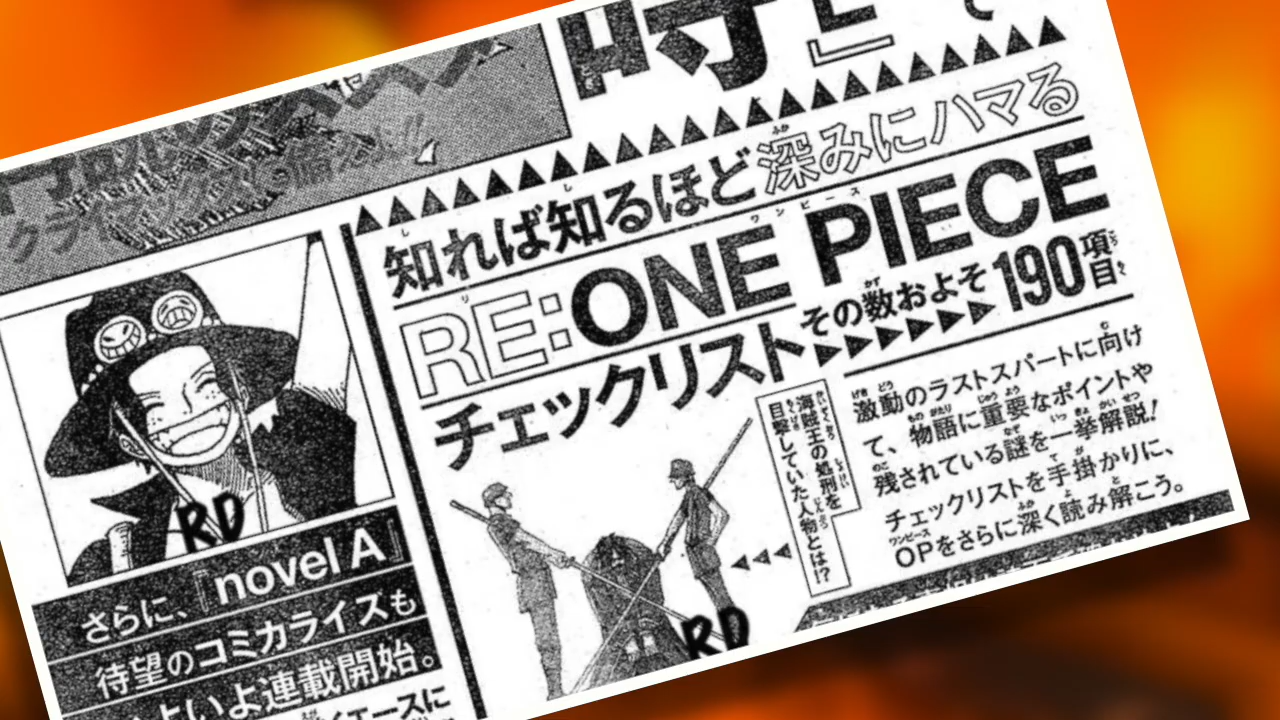 時』で
知れば知るほど深みにハマる
RE:ONE PIECE
チェックリスト
その数およそ190項目
激動のラストスパートに向け
て、物語に重要なポイントや
残されている謎を一挙解説!
チェックリストを手掛かりに、
OPをさらに深く読み解こう。
海賊王の処刑を
目撃していた人物とは!?
RD
RD
さらに、『novel A』
待望のコミカライズも
いよいよ連載開始。
エースに